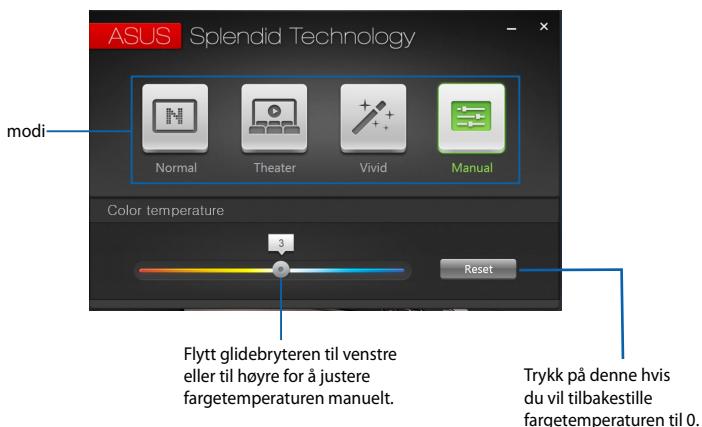 ASUS Splendid Technology
modi
Normal Theater Vivid Manual
Color temperature
3
Reset
Flytt glidebryteren til venstre
eller til høyre for å justere
fargetemperaturen manuelt.
Trykk på denne hvis
du vil tilbakestille
fargetemperaturen til 0.